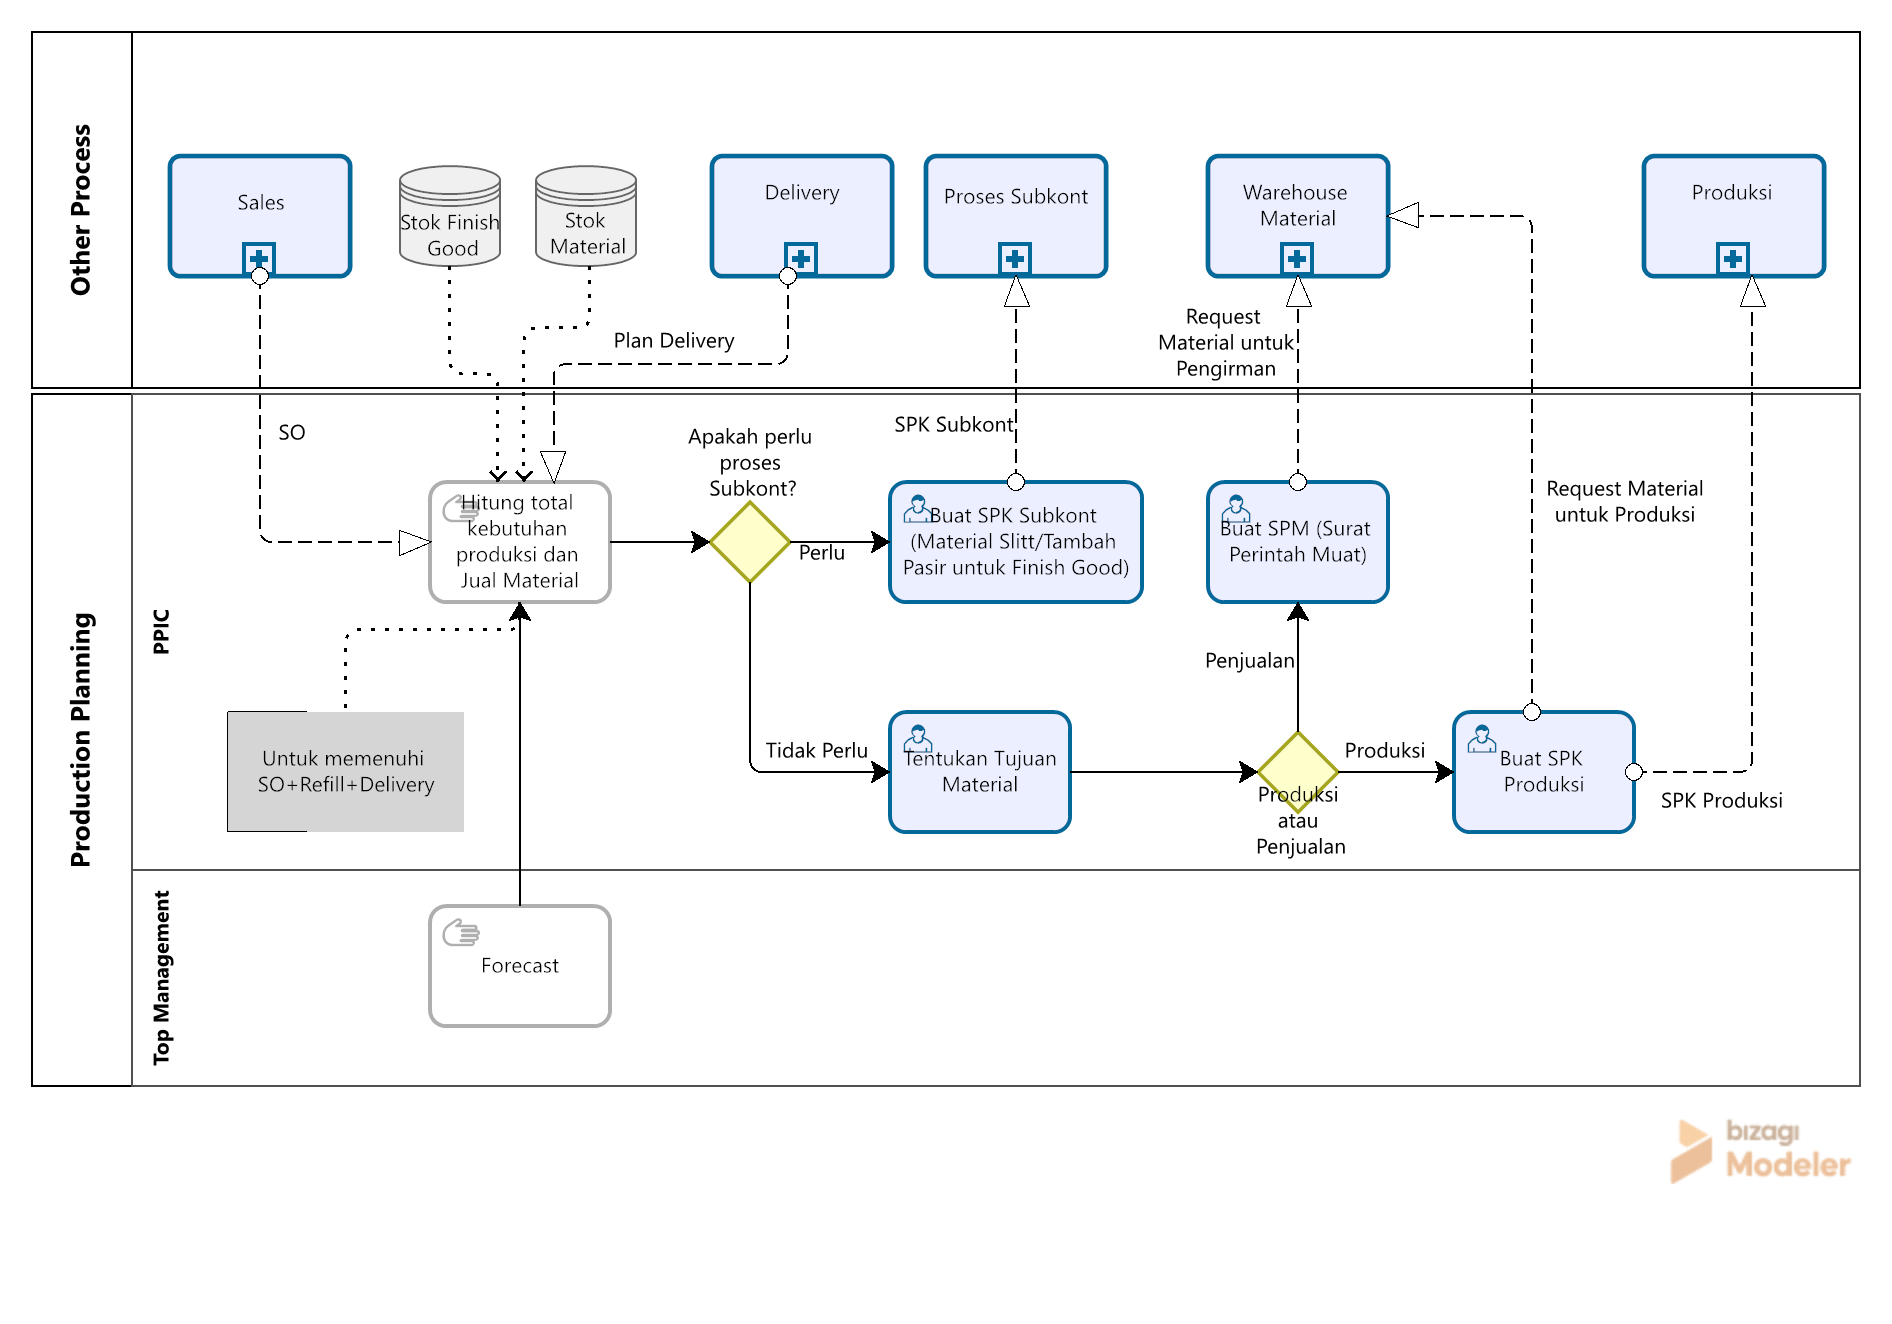 Other Process
Sales
Stok Finish
Good
Stok
Material
Delivery
Proses Subkont
Warehouse
Material
Produksi
Plan Delivery
Request
Material untuk
Pengirman
Production Planning
PPIC
SO
Apakah perlu
proses
Subkont?
SPK Subkont
Hitung total
kebutuhan
produksi dan
Jual Material
Perlu
Buat SPK Subkont
(Material Slitt/Tambah
Pasir untuk Finish Good)
Buat SPM (Surat
Perintah Muat)
Request Material
untuk Produksi
Penjualan
Untuk memenuhi
SO+Refill+Delivery
Tidak Perlu
Tentukan Tujuan
Material
Produksi
atau
Penjualan
Produksi
Buat SPK
Produksi
SPK Produksi
Top Management
Forecast
bizagi
Modeler